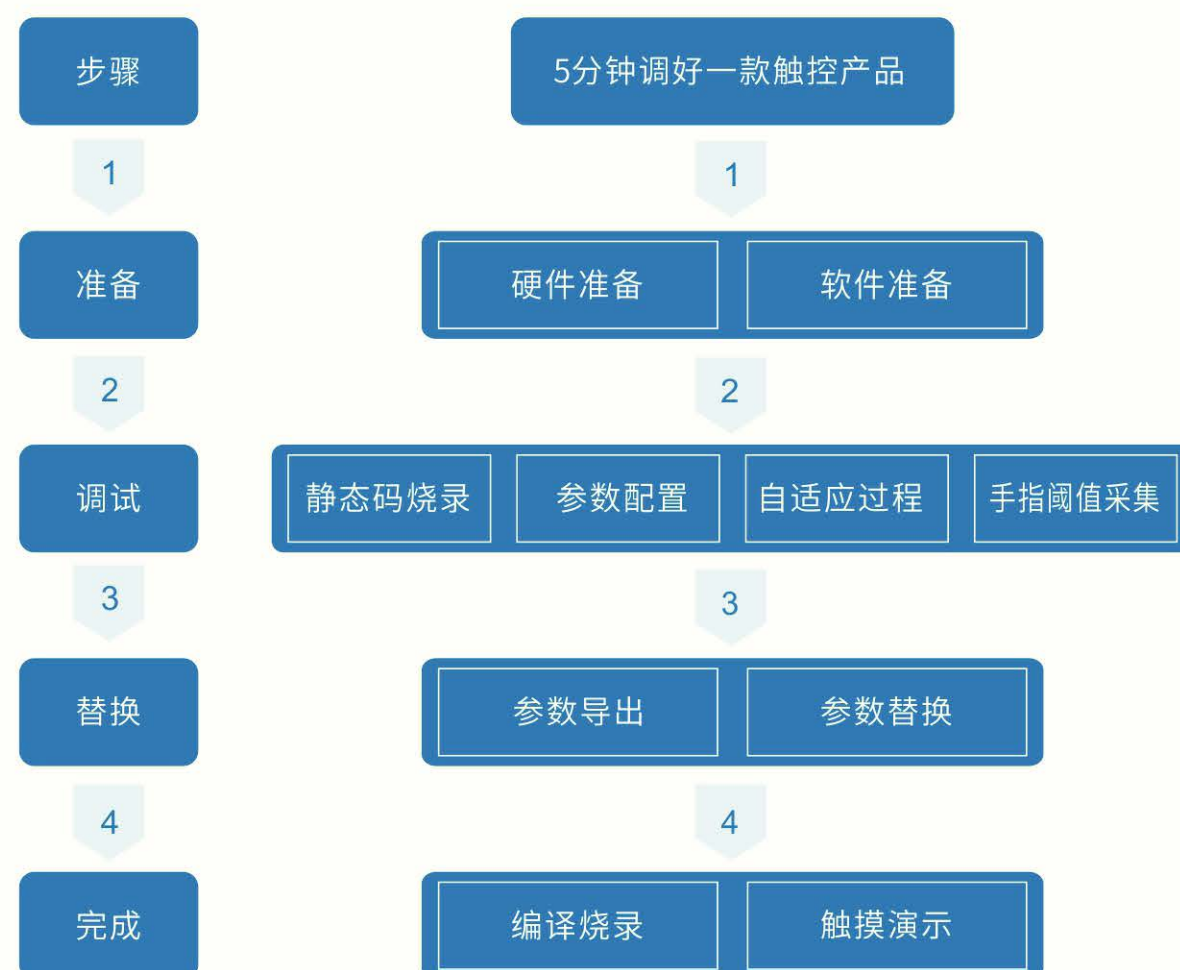 步骤
5分钟调好一款触控产品
1
1
准备
硬件准备
软件准备
2
2
调试
静态码烧录
参数配置
自适应过程
手指阈值采集
3
3
替换
参数导出
参数替换
4
4
完成
编译烧录
触摸演示